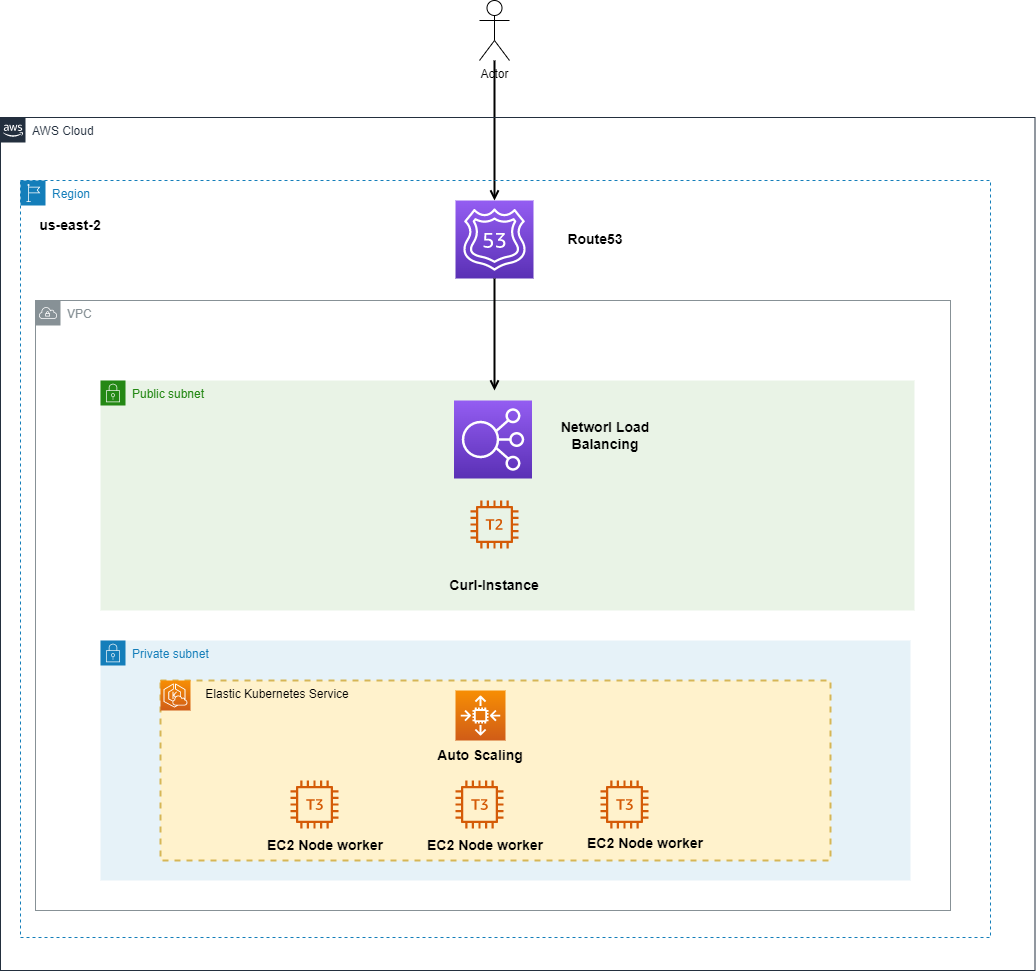 Actor
aws
AWS Cloud
Region
us-east-2
53
Route53
VPC
Public subnet
Networl Load
Balancing
T2
Curl-instance
Private subnet
Elastic Kubernetes Service
Auto Scaling
T3
T3
T3
EC2 Node worker
EC2 Node worker
EC2 Node worker